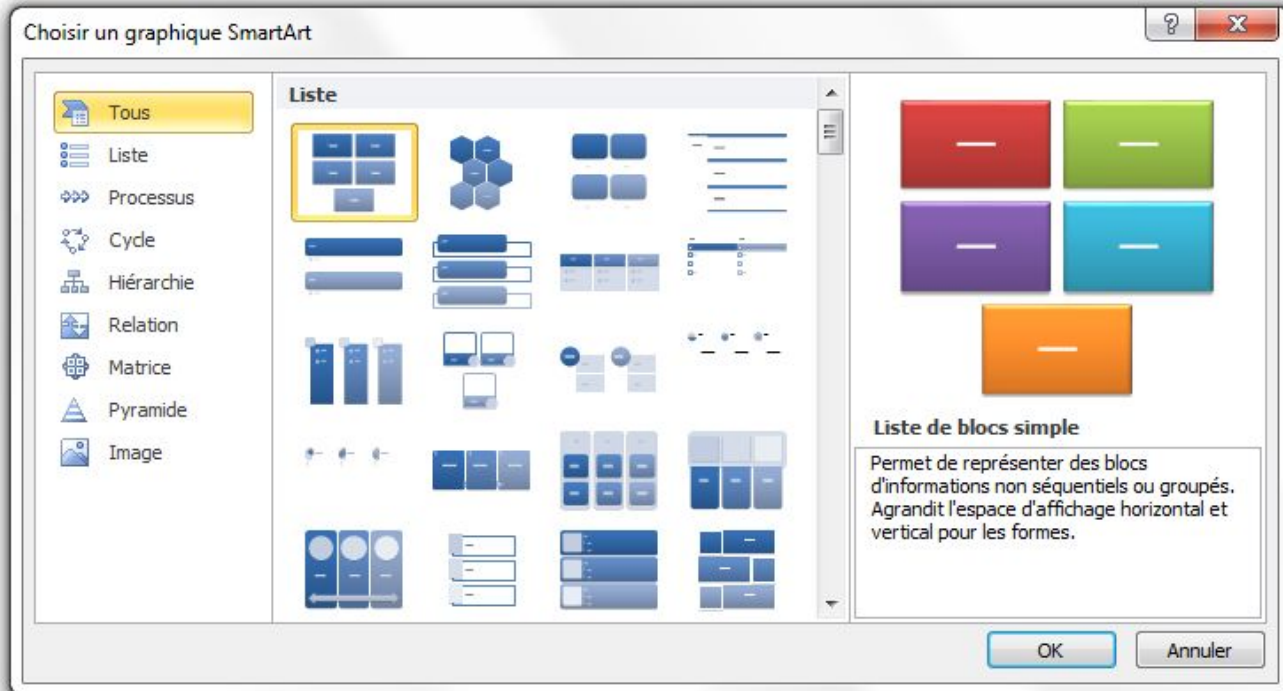 Choisir un graphique SmartArt
Tous
Liste
Processus
Cycle
Hiérarchie
Relation
Matrice
Pyramide
Image
Liste
Liste de blocs simple
Permet de représenter des blocs
d'informations non séquentiels ou groupés.
Agrandit l'espace d'affichage horizontal et
vertical pour les formes.
OK
Annuler